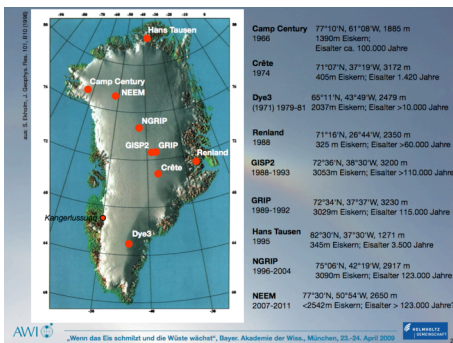 aus: S. Ekholm, J. Geophys. Res. 101, B10 (1996)
Hans Tausen
Camp Century
NEEM
NGRIP
GISP2 GRIP
Renland
Crête
Kangerlussuaq
Dye3
Camp Century 77°10'N, 61°08'W, 1885 m
1966 1390m Eiskern;
Eisalter ca. 100.000 Jahre
Crête 71°07'N, 37°19'W, 3172 m
1974 405m Eiskern; Eisalter 1.420 Jahre
Dye3 65°11'N, 43°49'W, 2479 m
(1971) 1979-81 2037m Eiskern; Eisalter >10.000 Jahre
Renland 71°16'N, 26°44'W, 2350 m
1988 325 m Eiskern; Eisalter >60.000 Jahre
GISP2 72°36'N, 38°30'W, 3200 m
1988-1993 3053m Eiskern; Eisalter >110.000 Jahre
GRIP 72°34'N, 37°37'W, 3230 m
1989-1992 3029m Eiskern; Eisalter 115.000 Jahre
Hans Tausen 82°30'N, 37°30'W, 1271 m
1995 345m Eiskern; Eisalter 3.500 Jahre
NGRIP 75°06'N, 42°19'W, 2917 m
1996-2004 3090m Eiskern; Eisalter 123.000 Jahre
NEEM 77°30'N, 50°54'W, 2650 m
2007-2011 <2542m Eiskern; Eisalter > 123.000 Jahre?
AWI
„Wenn das Eis schmilzt und die Wüste wächst", Bayer. Akademie der Wiss., München, 23.-24. April 2009
HELMHOLTZ
GEMEINSCHAFT